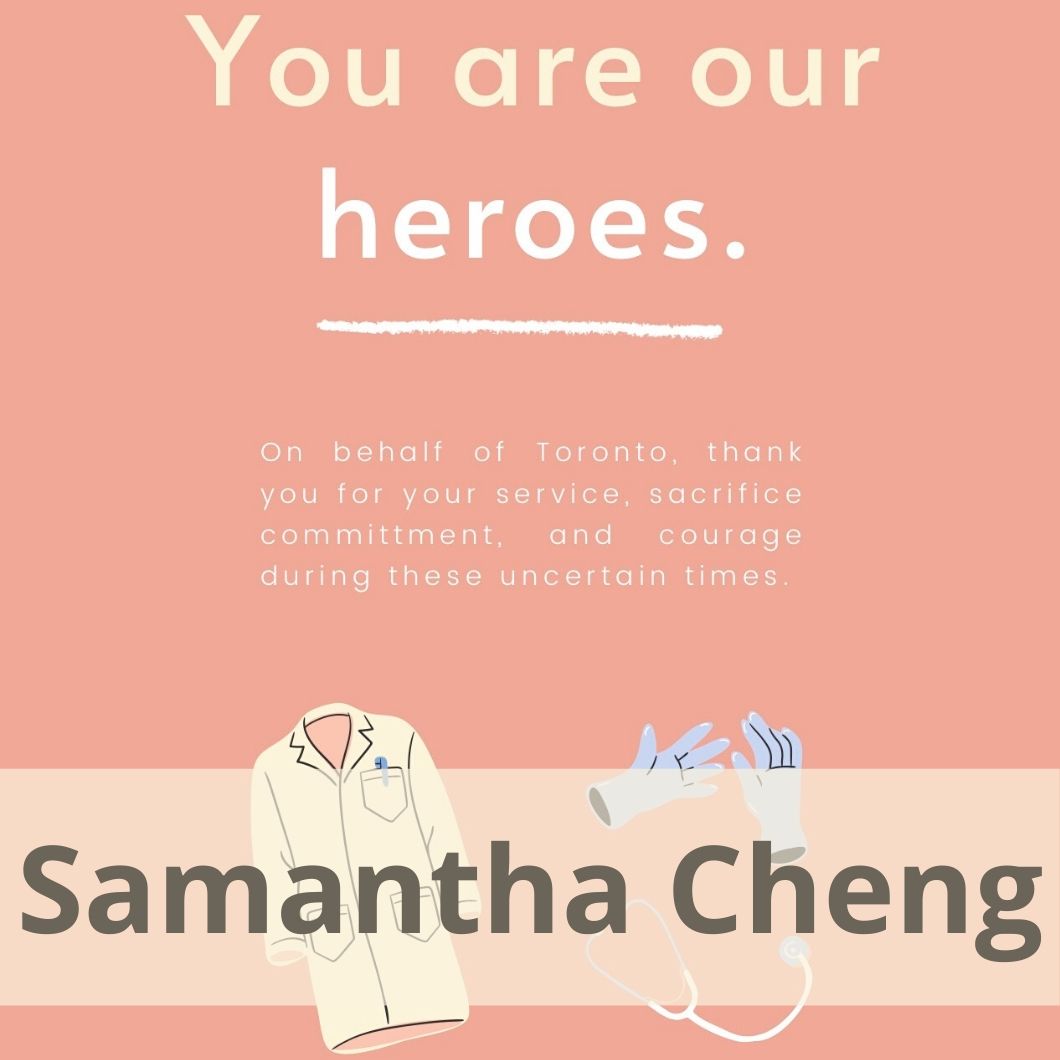 You are our
heroes.
On behalf of Toronto, thank
you for your service, sacrifice
committment, and courage
during these uncertain times.
Samantha Cheng